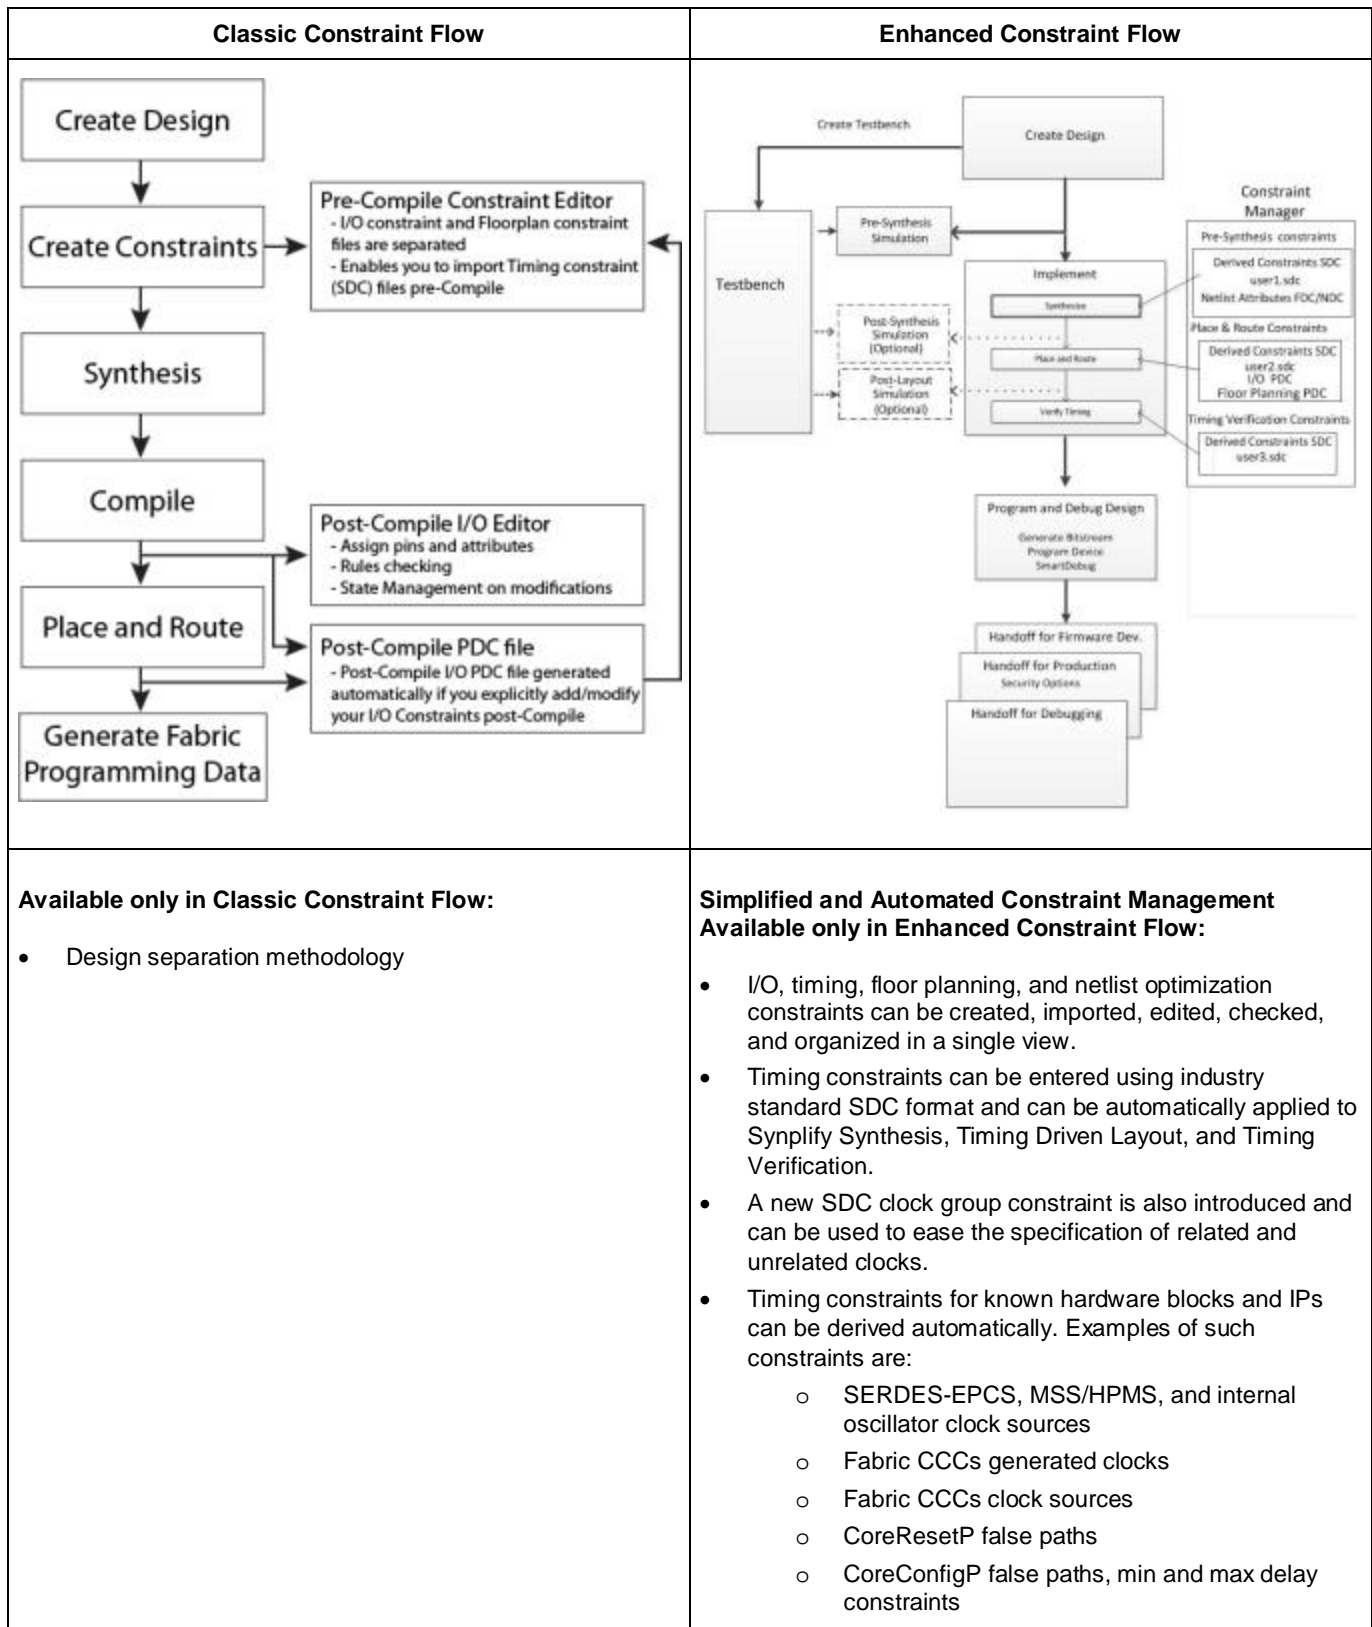 Classic Constraint Flow
Enhanced Constraint Flow
Create Design
Create Constraints
Synthesis
Compile
Place and Route
Generate Fabric
Programming Data
Pre-Compile Constraint Editor
- I/O constraint and Floorplan constraint
files are separated
- Enables you to import Timing constraint
(SDC) files pre-Compile
Post-Compile I/O Editor
- Assign pins and attributes
- Rules checking
- State Management on modifications
Post-Compile PDC file
- Post-Compile I/O PDC file generated
automatically if you explicitly add/modify
your I/O Constraints post-Compile
Create Testbench
Create Design
Testbench
Pre-Synthesis
Simulation
Post-Synthesis
Simulation
(Optional)
Post-Layout
Simulation
(Optional)
Implement
Synthesize
Place and Route
Verify Timing
Constraint
Manager
Pre-Synthesis constraints
Derived Constraints SDC
user1.sdc
Netlist Attributes FDC/NDC
Place & Route Constraints
Derived Constraints SDC
user2.sdc
I/O PDC
Floor Planning PDC
Timing Verification Constraints
Derived Constraints SDC
user3.sdc
Program and Debug Design
Generate Bitstream
Program Device
SmartDebug
Handoff for Firmware Dev.
Handoff for Production
Security Options
Handoff for Debugging
Available only in Classic Constraint Flow:
• Design separation methodology
Simplified and Automated Constraint Management
Available only in Enhanced Constraint Flow:
• I/O, timing, floor planning, and netlist optimization
constraints can be created, imported, edited, checked,
and organized in a single view.
• Timing constraints can be entered using industry
standard SDC format and can be automatically applied to
Synplify Synthesis, Timing Driven Layout, and Timing
Verification.
• A new SDC clock group constraint is also introduced and
can be used to ease the specification of related and
unrelated clocks.
• Timing constraints for known hardware blocks and IPs
can be derived automatically. Examples of such
constraints are:
o SERDES-EPCS, MSS/HPMS, and internal
oscillator clock sources
o Fabric CCCs generated clocks
o Fabric CCCs clock sources
o CoreResetP false paths
o CoreConfigP false paths, min and max delay
constraints